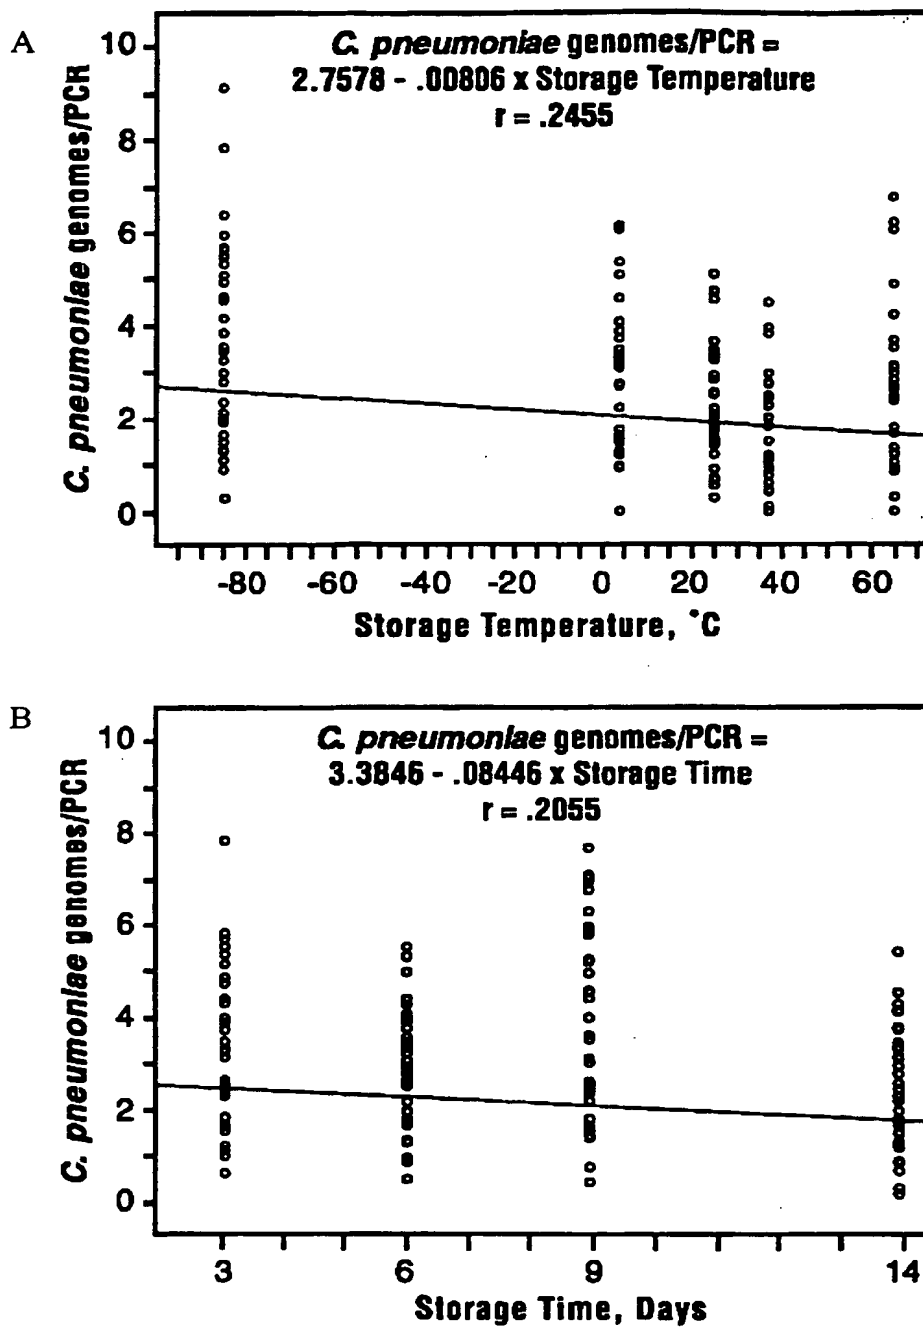 A
C. pneumoniae genomes/PCR =
2.7578 - .00806 x Storage Temperature
r = .2455
C. pneumoniae genomes/PCR
10
8
6
4
2
0
-80 -60 -40 -20 0 20 40 60
Storage Temperature, °C
B
C. pneumoniae genomes/PCR =
3.3846 - .08446 x Storage Time
r = .2055
C. pneumoniae genomes/PCR
10
8
6
4
2
0
3 6 9 14
Storage Time, Days